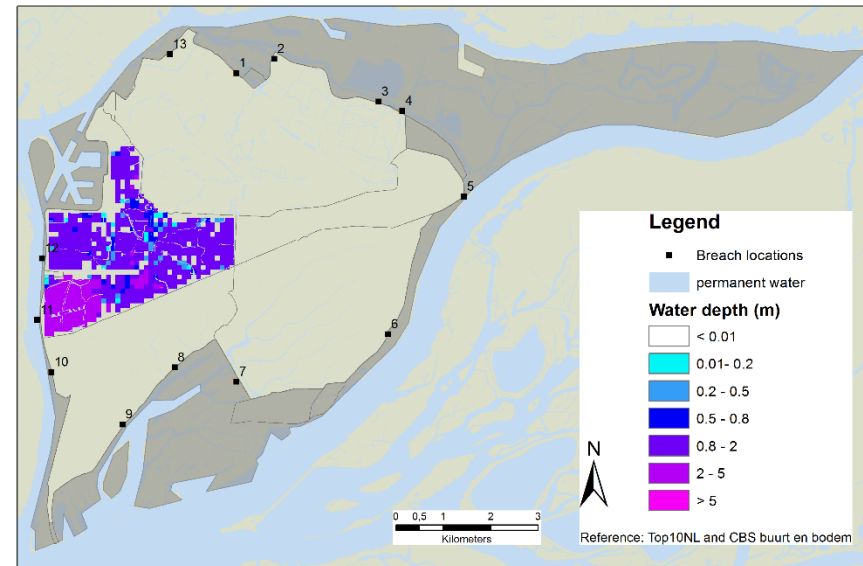 13
1
2
3
4
5
12
11
10
9
8
7
6
Legend
Breach locations
permanent water
Water depth (m)
< 0.01
0.01- 0.2
0.2 - 0.5
0.5 - 0.8
0.8 - 2
2 - 5
> 5
N
0 0,5 1 2 3
Kilometers
Reference: Top10NL and CBS buurt en bodem